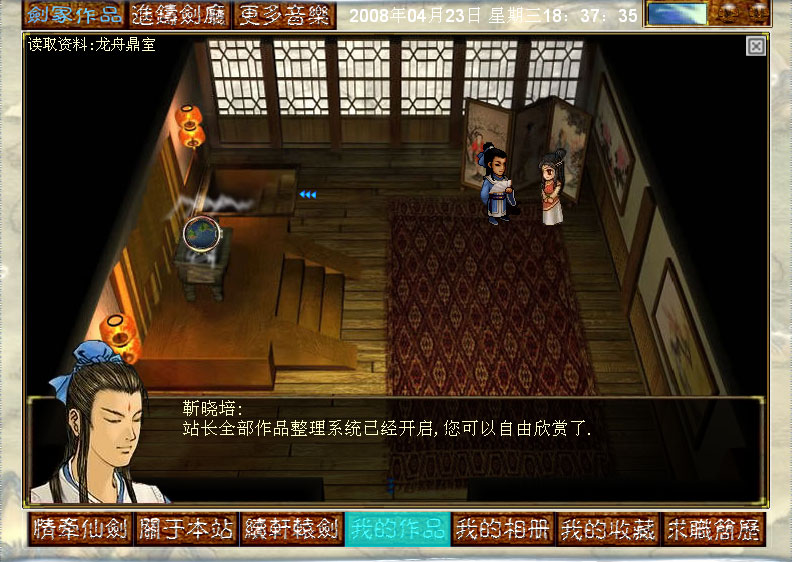 劍冢作品 進鑄劍廳 更多音樂 2008年04月23日 星期三18：37：35
读取资料:龙舟鼎室
靳晓培:
站长全部作品整理系统已经开启,您可以自由欣赏了.
情牽仙劍 關于本站 續軒轅劍 我的作品 我的相册 我的收藏 求職簡歷